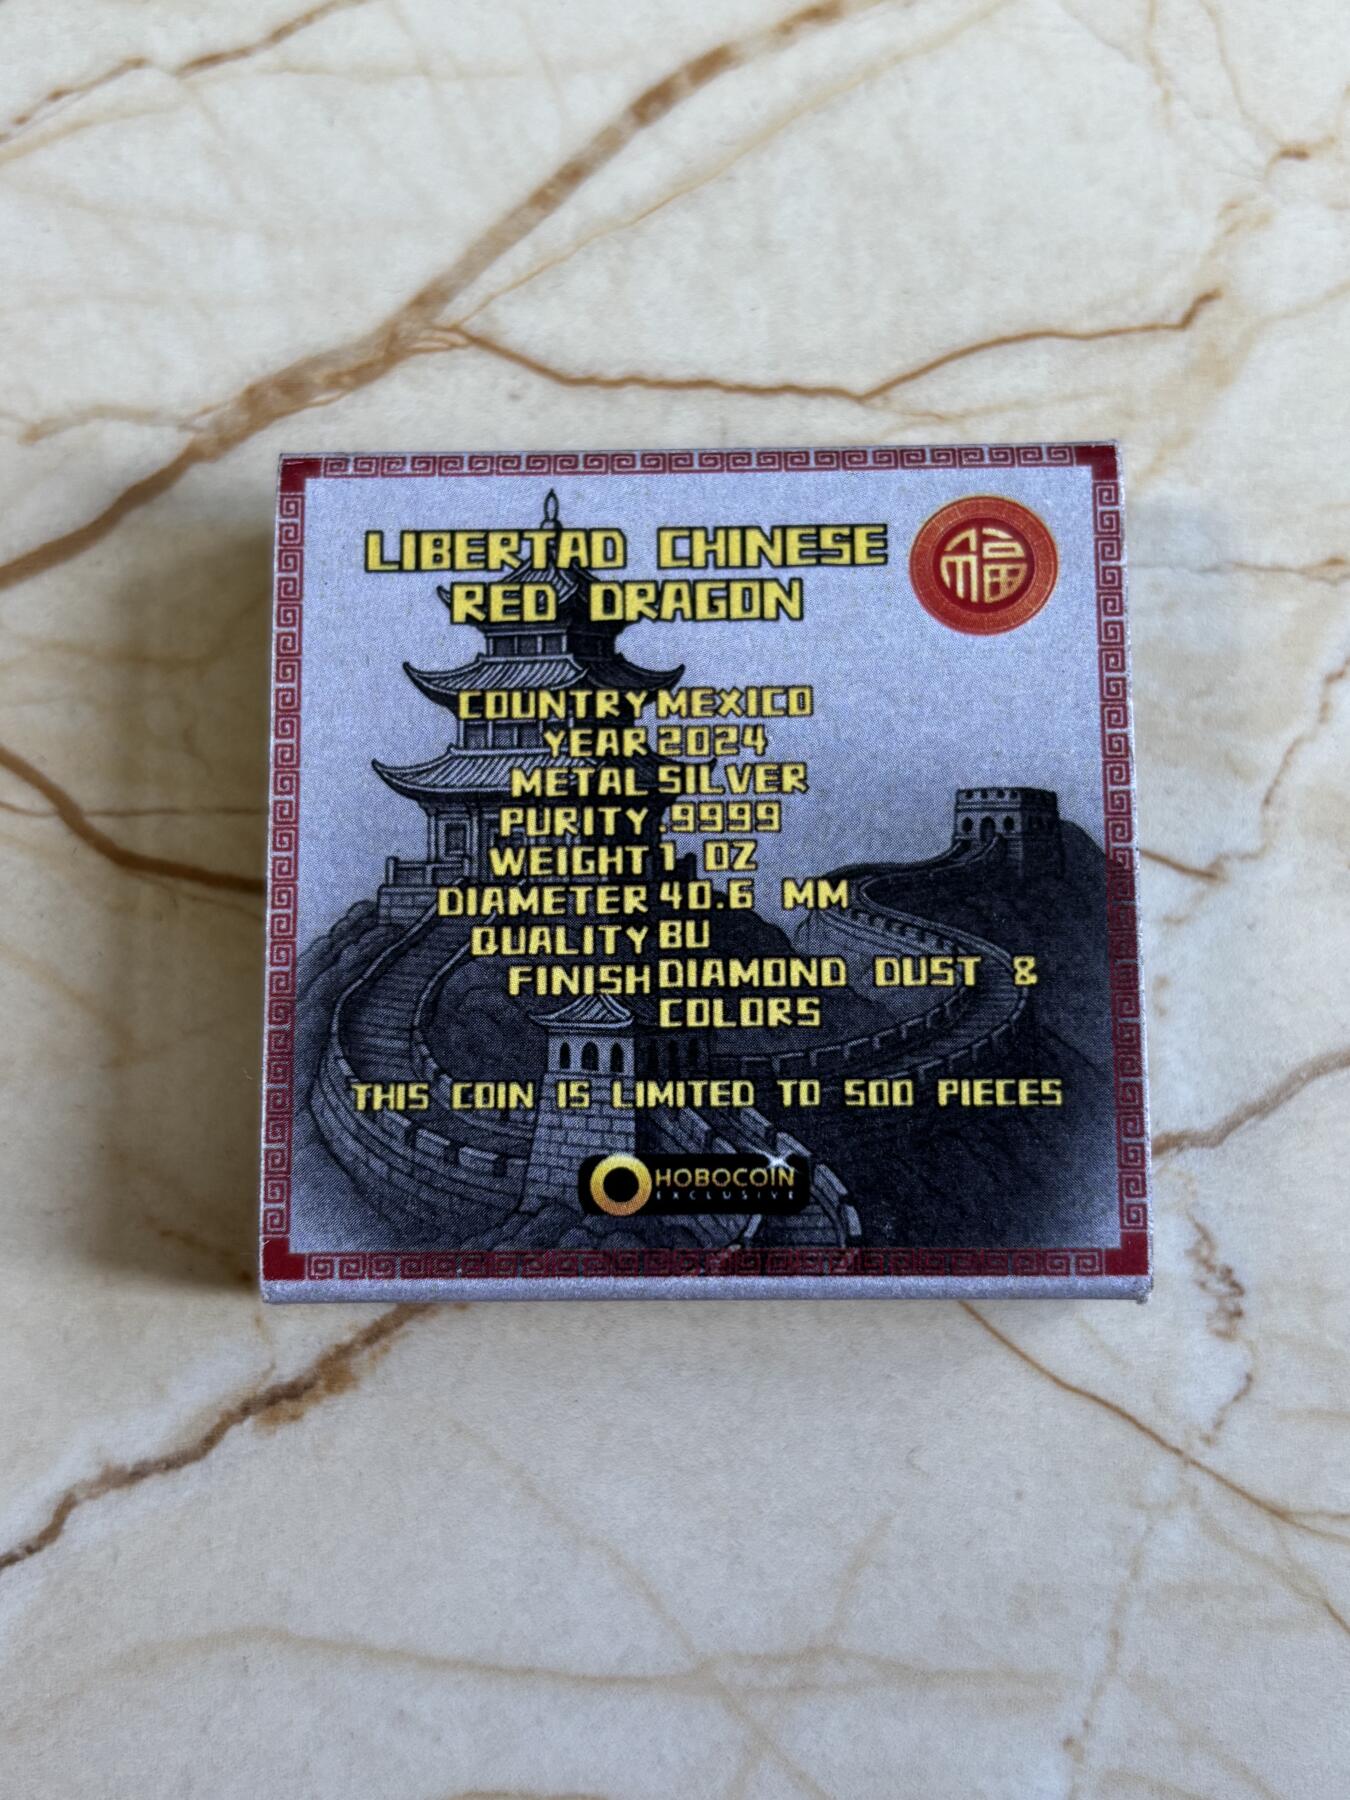 LIBERTAD CHINESE
RED DRAGON
福
COUNTRY MEXICO
YEAR 2024
METAL SILVER
PURITY .9999
WEIGHT 1 OZ
DIAMETER 40.6 MM
QUALITY BU
FINISH DIAMOND DUST &
COLORS
THIS COIN IS LIMITED TO 500 PIECES
HOBOCOIN
EXCLUSIVE